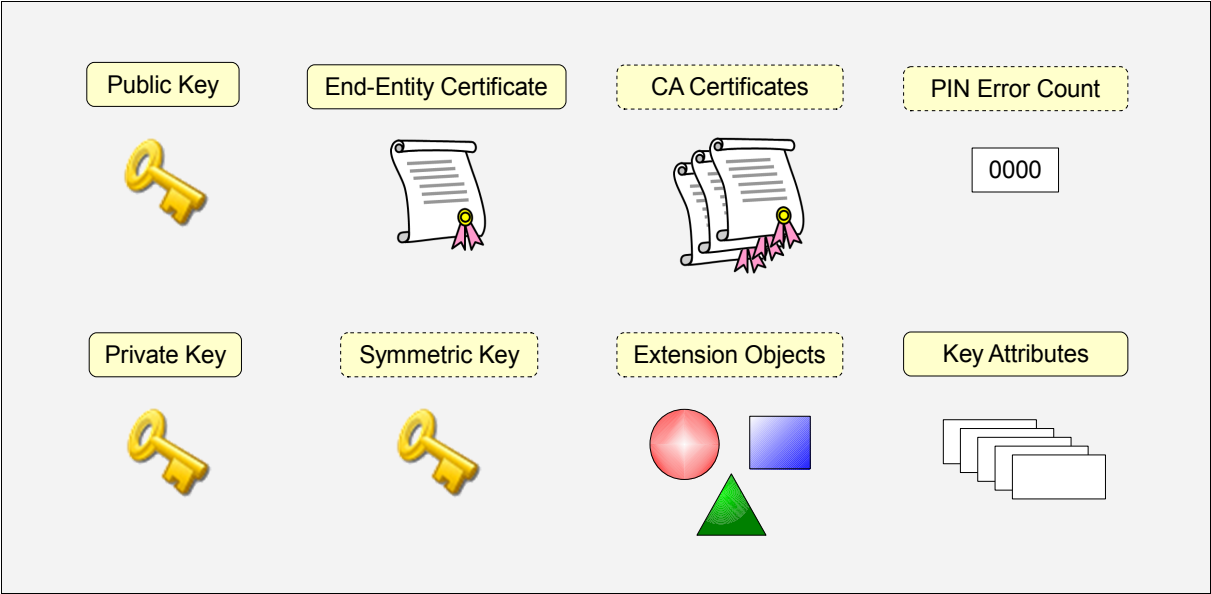 Public Key
End-Entity Certificate
CA Certificates
PIN Error Count
0000
Private Key
Symmetric Key
Extension Objects
Key Attributes